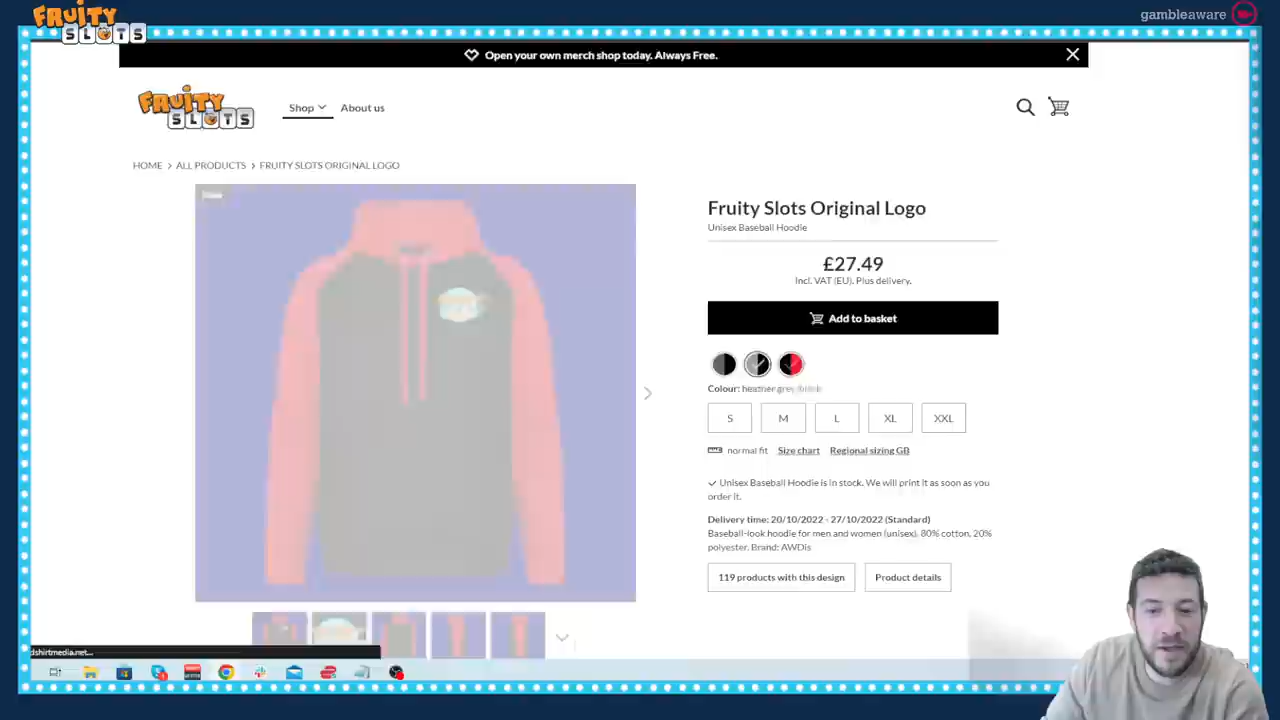 FRUITY
SLOTS
gambleaware
Open your own merch shop today. Always Free.
FRUITY
SLOTS
Shop
About us
HOME > ALL PRODUCTS > FRUITY SLOTS ORIGINAL LOGO
Fruity Slots Original Logo
Unisex Baseball Hoodie
£27.49
Incl. VAT (EU). Plus delivery.
Add to basket
Colour: heather grey/black
S M L XL XXL
normal fit Size chart Regional sizing GB
✓ Unisex Baseball Hoodie is in stock. We will print it as soon as you
order it.
Delivery time: 20/10/2022 - 27/10/2022 (Standard)
Baseball-look hoodie for men and women (unisex). 80% cotton, 20%
polyester. Brand: AWDis
119 products with this design
Product details
dshirtmedia.net...